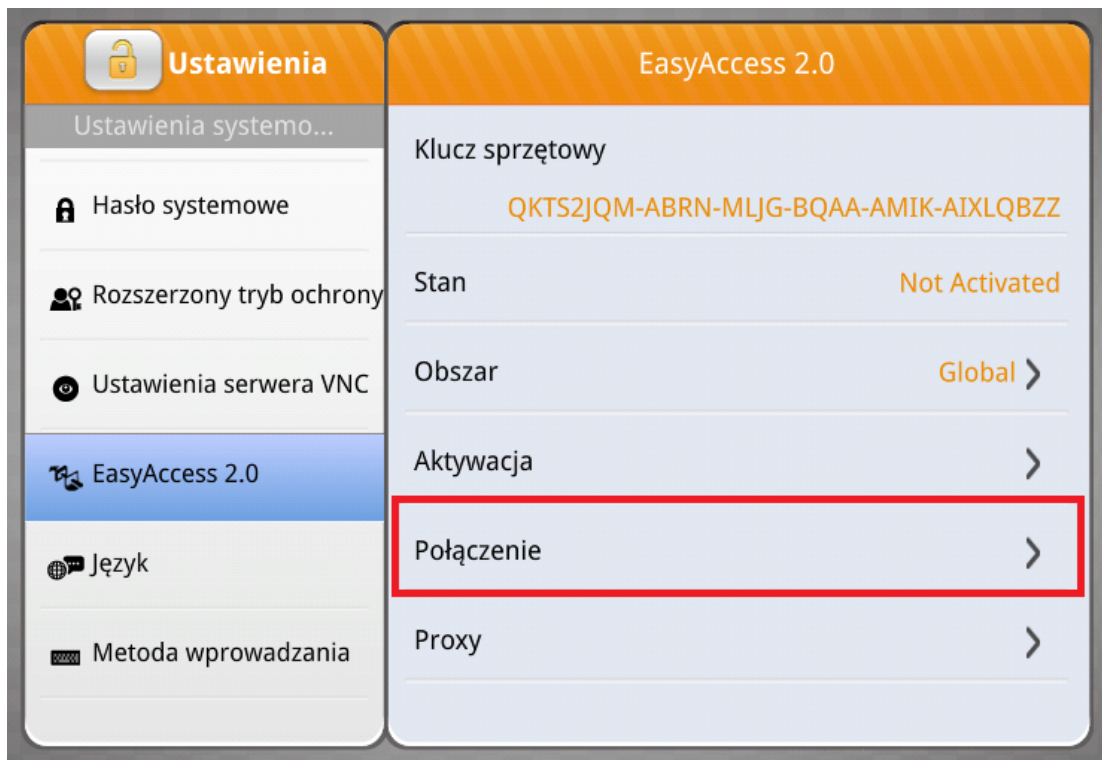 Ustawienia
Ustawienia systemo...
Hasło systemowe
Rozszerzony tryb ochrony
Ustawienia serwera VNC
EasyAccess 2.0
Język
Metoda wprowadzania
EasyAccess 2.0
Klucz sprzętowy
QKTS2JQM-ABRN-MLJG-BQAA-AMIK-AIXLQBZZ
Stan Not Activated
Obszar Global
Aktywacja
Połączenie
Proxy